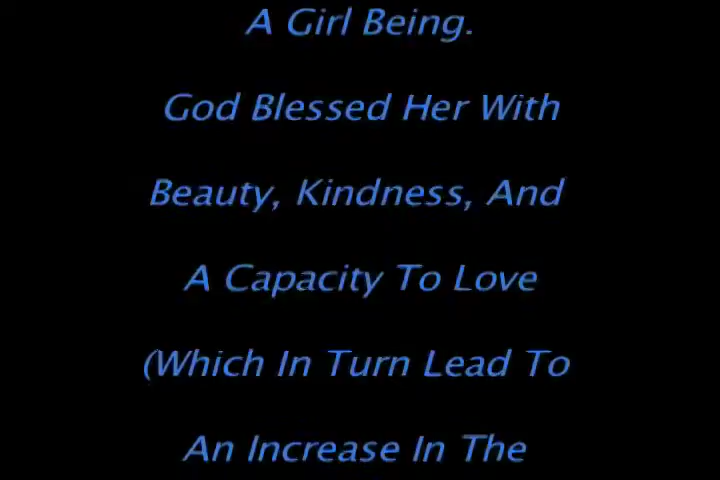 A Girl Being.
God Blessed Her With
Beauty, Kindness, And
A Capacity To Love
(Which In Turn Lead To
An Increase In The